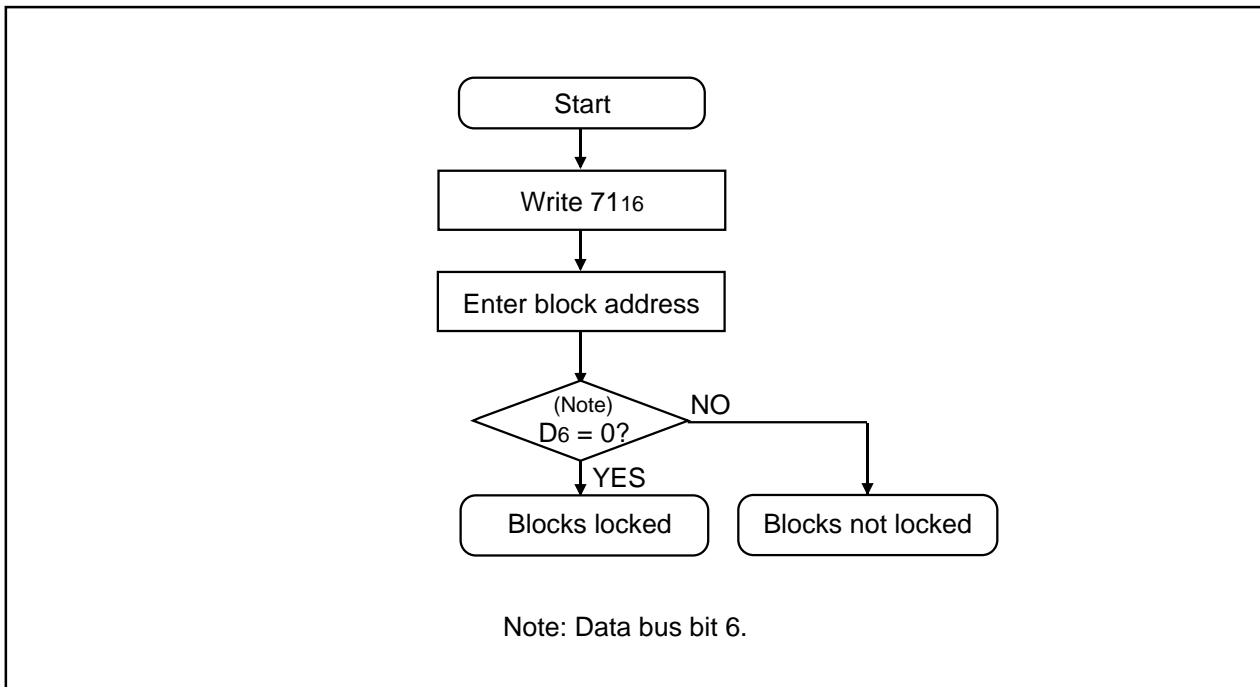 Start
Write 7116
Enter block address
(Note)
D6 = 0?
NO
YES
Blocks locked
Blocks not locked
Note: Data bus bit 6.